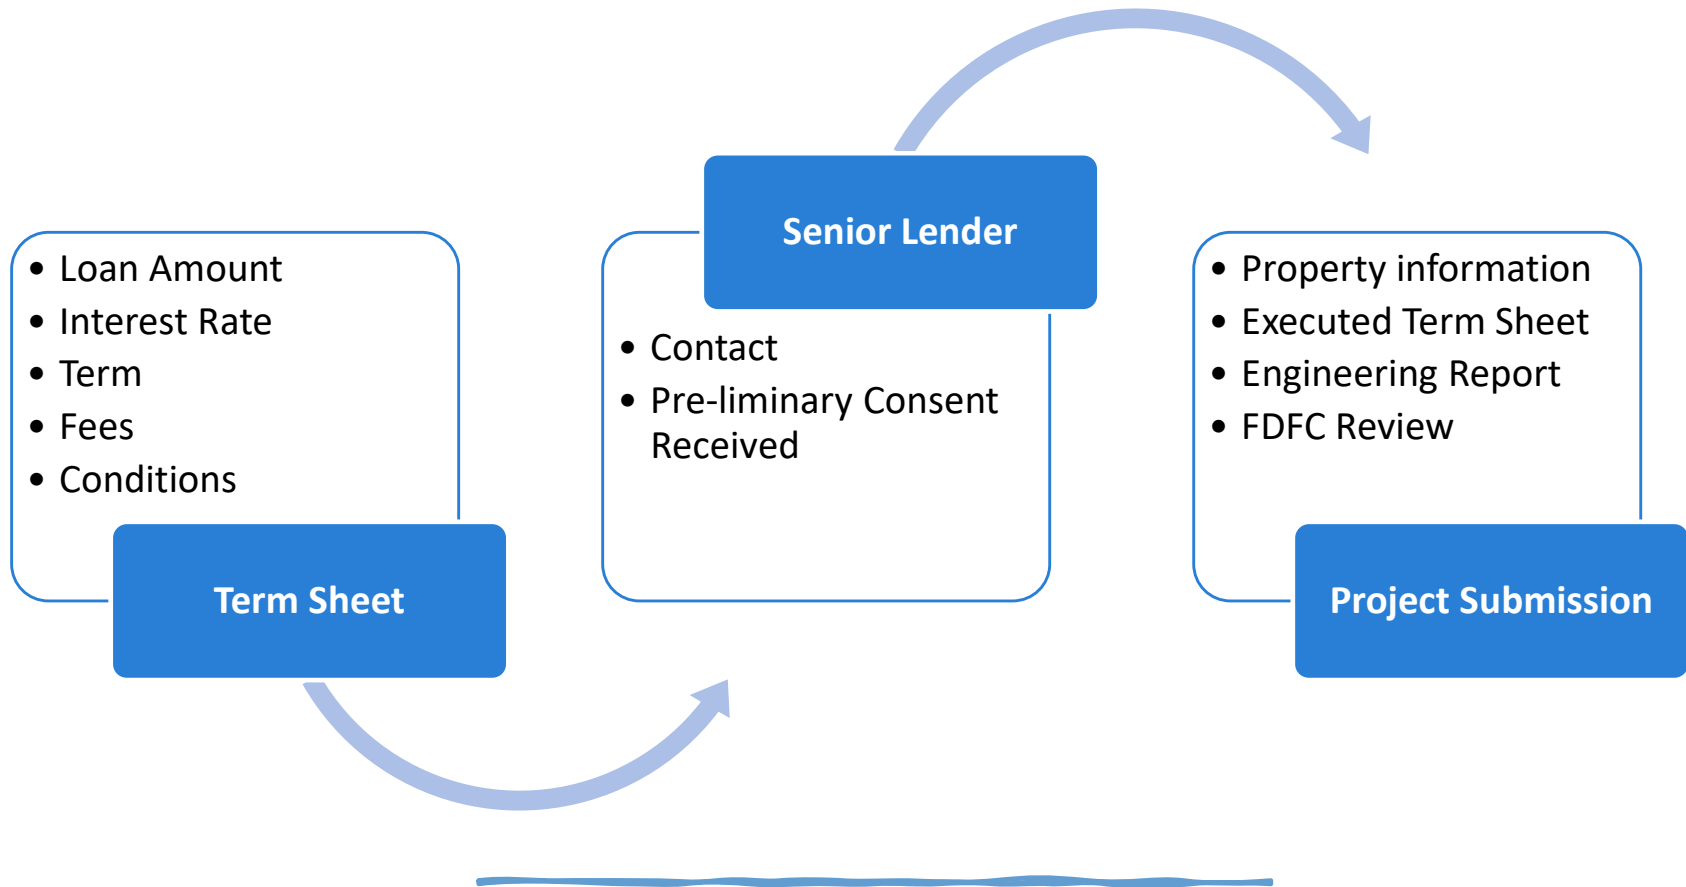 • Loan Amount
• Interest Rate
• Term
• Fees
• Conditions
Term Sheet
Senior Lender
• Contact
• Pre-liminary Consent
Received
• Property information
• Executed Term Sheet
• Engineering Report
• FDFC Review
Project Submission